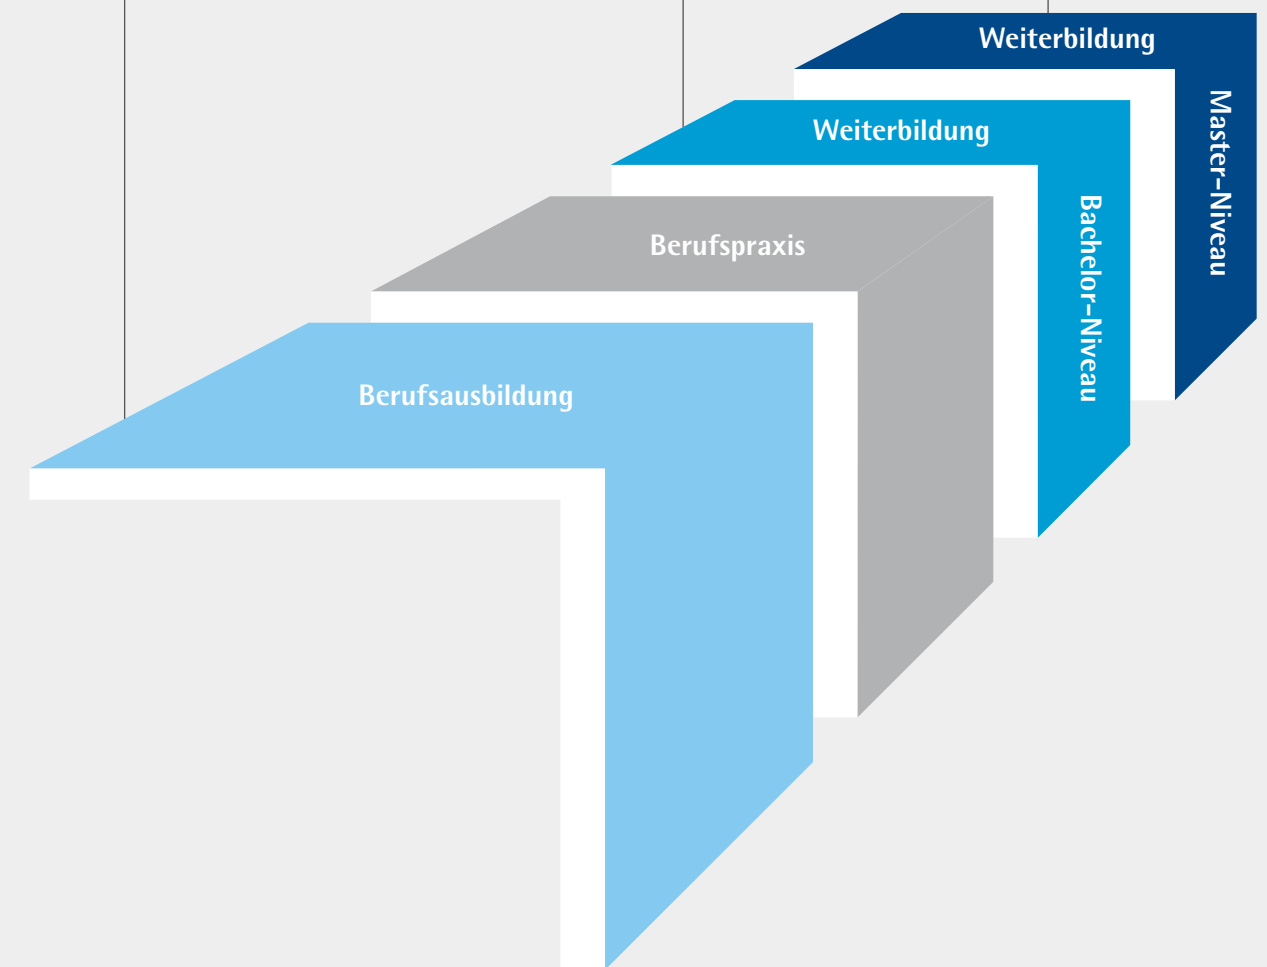 Weiterbildung
Master-Niveau
Weiterbildung
Bachelor-Niveau
Berufspraxis
Berufsausbildung